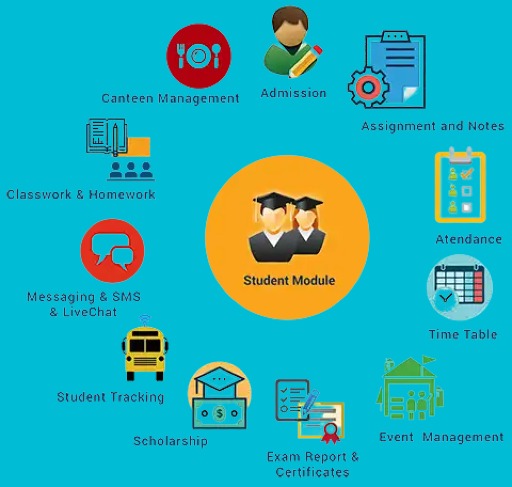 Admission
Canteen Management
Assignment and Notes
Classwork & Homework
Atendance
Student Module
Messaging & SMS
& LiveChat
Time Table
Student Tracking
Scholarship
Event Management
Exam Report &
Certificates